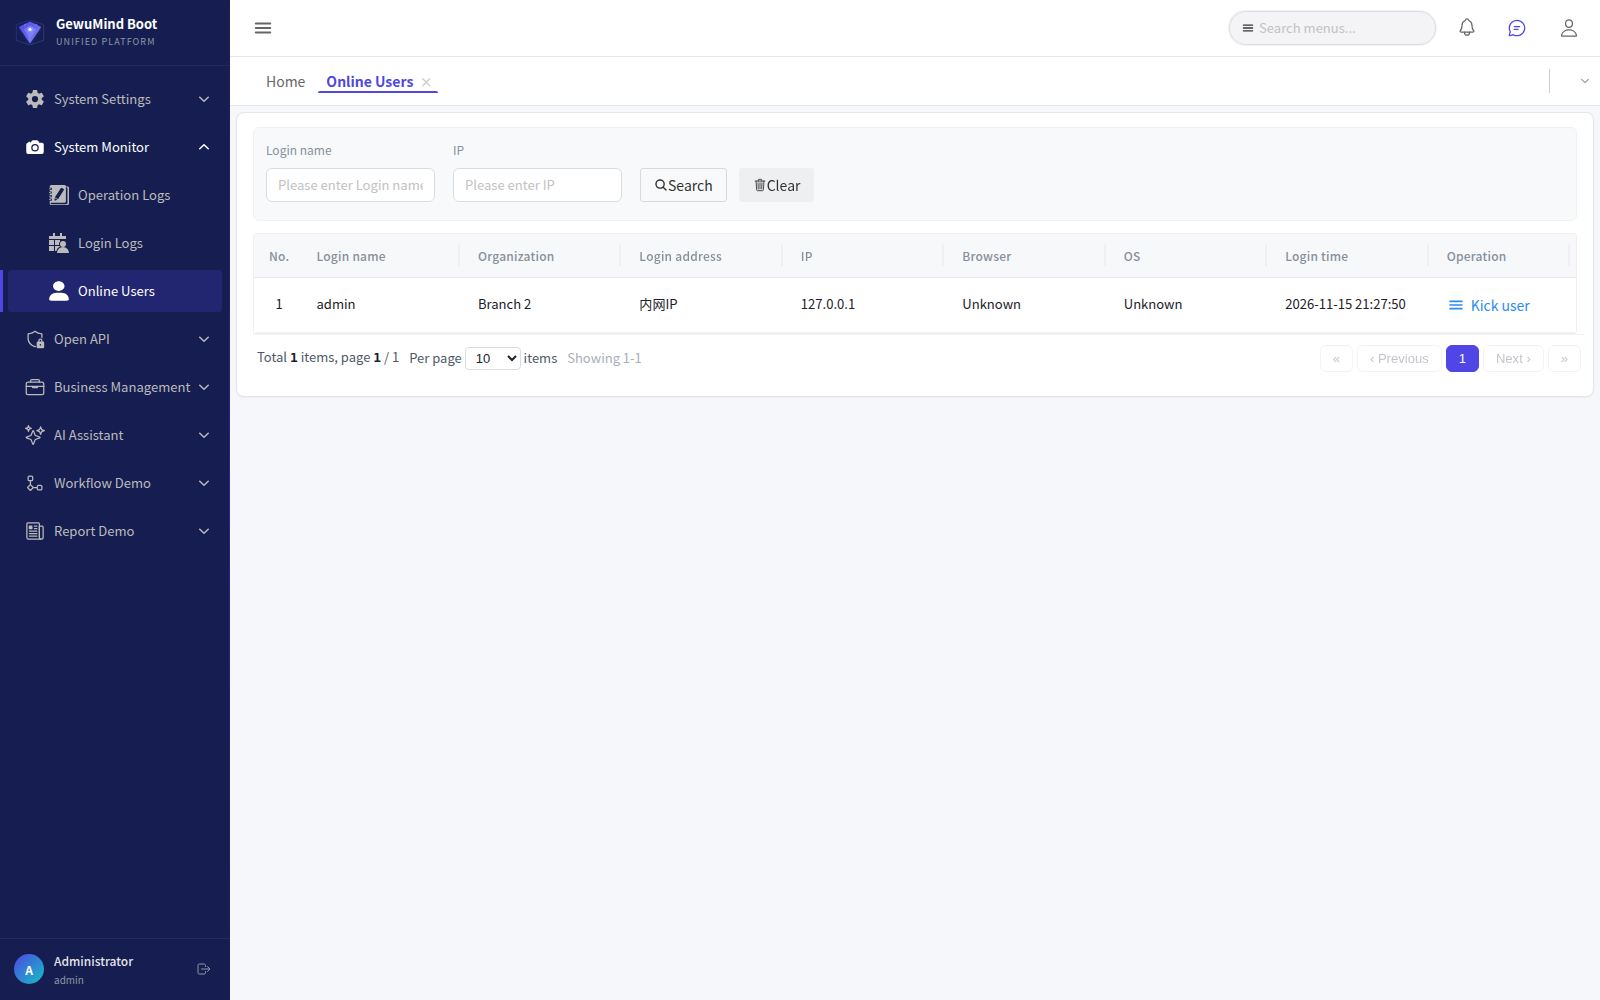 GewuMind Boot
UNIFIED PLATFORM
System Settings
System Monitor
Operation Logs
Login Logs
Online Users
Open API
Business Management
AI Assistant
Workflow Demo
Report Demo
A
Administrator
admin
Search menus...
Home
Online Users
Login name
IP
Please enter Login name
Please enter IP
Search
Clear
No. Login name Organization Login address IP Browser OS Login time Operation
1 admin Branch 2 内网IP 127.0.0.1 Unknown Unknown 2026-11-15 21:27:50 Kick user
Total 1 items, page 1 / 1 Per page 10 items Showing 1-1
« ‹ Previous 1 Next › »